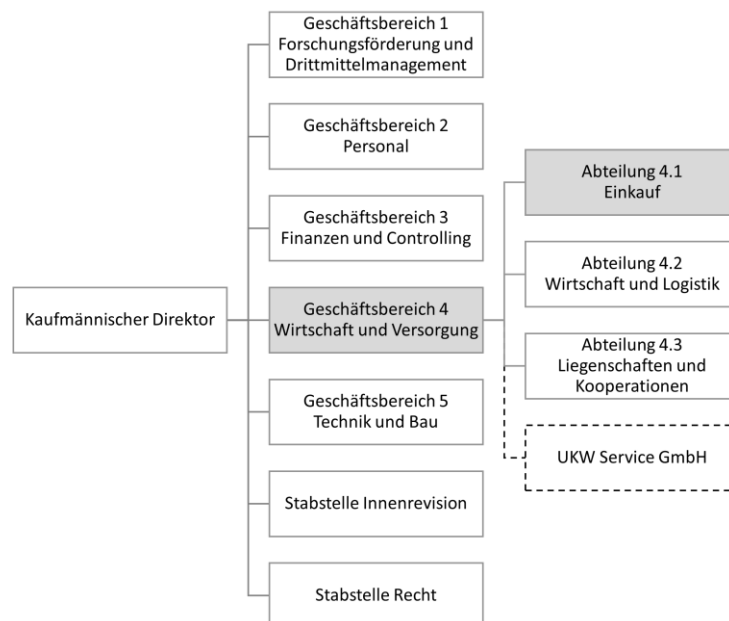 Geschäftsbereich 1
Forschungsförderung und
Drittmittelmanagement
Geschäftsbereich 2
Personal
Geschäftsbereich 3
Finanzen und Controlling
Kaufmännischer Direktor
Geschäftsbereich 4
Wirtschaft und Versorgung
Geschäftsbereich 5
Technik und Bau
Stabstelle Innenrevision
Stabstelle Recht
Abteilung 4.1
Einkauf
Abteilung 4.2
Wirtschaft und Logistik
Abteilung 4.3
Liegenschaften und
Kooperationen
UKW Service GmbH